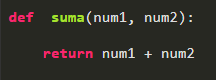 def  suma(num1, num2):
    return num1 + num2